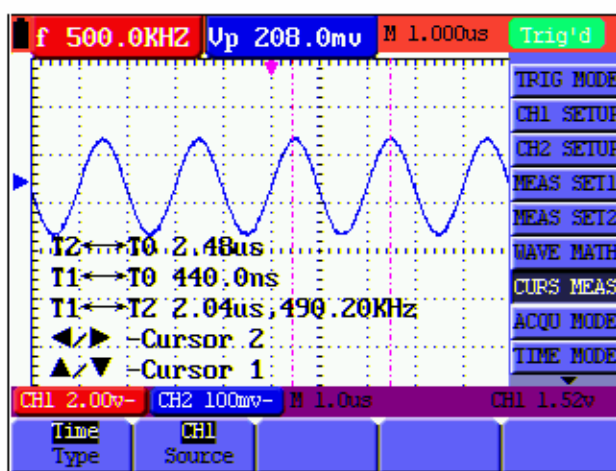 f 500.0KHZ Vp 208.0mv M 1.000us Trig'd
TRIG MODE
CH1 SETUP
CH2 SETUP
MEAS SET1
MEAS SET2
WAVE MATH
CURS MEAS
ACQU MODE
TIME MODE
T2←→T0 2.48us
T1←→T0 440.0ns
T1←→T2 2.04us,490.20KHz
◀/▶ -Cursor 2
▲/▼ -Cursor 1
CH1 2.00v- CH2 100mv- M 1.0us CH1 1.52v
Time CH1
Type Source